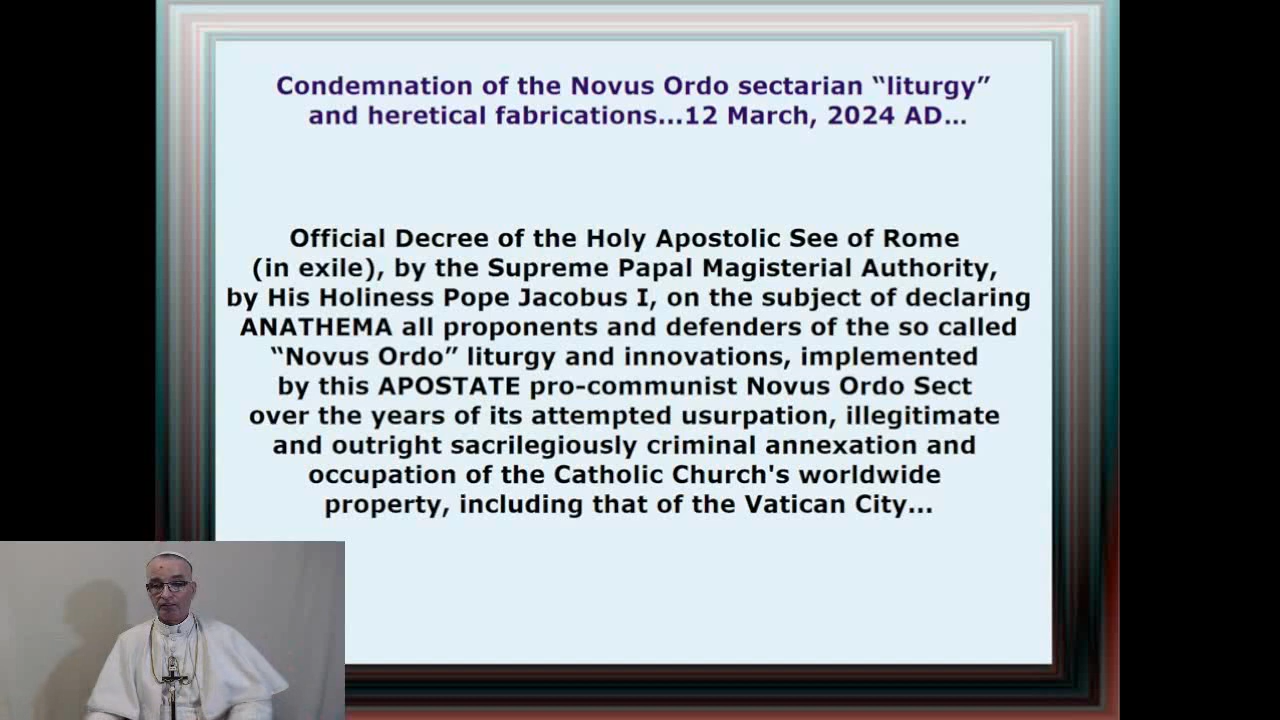 Condemnation of the Novus Ordo sectarian “liturgy”
and heretical fabrications...12 March, 2024 AD...
Official Decree of the Holy Apostolic See of Rome
(in exile), by the Supreme Papal Magisterial Authority,
by His Holiness Pope Jacobus I, on the subject of declaring
ANATHEMA all proponents and defenders of the so called
“Novus Ordo” liturgy and innovations, implemented
by this APOSTATE pro-communist Novus Ordo Sect
over the years of its attempted usurpation, illegitimate
and outright sacrilegiously criminal annexation and
occupation of the Catholic Church's worldwide
property, including that of the Vatican City...